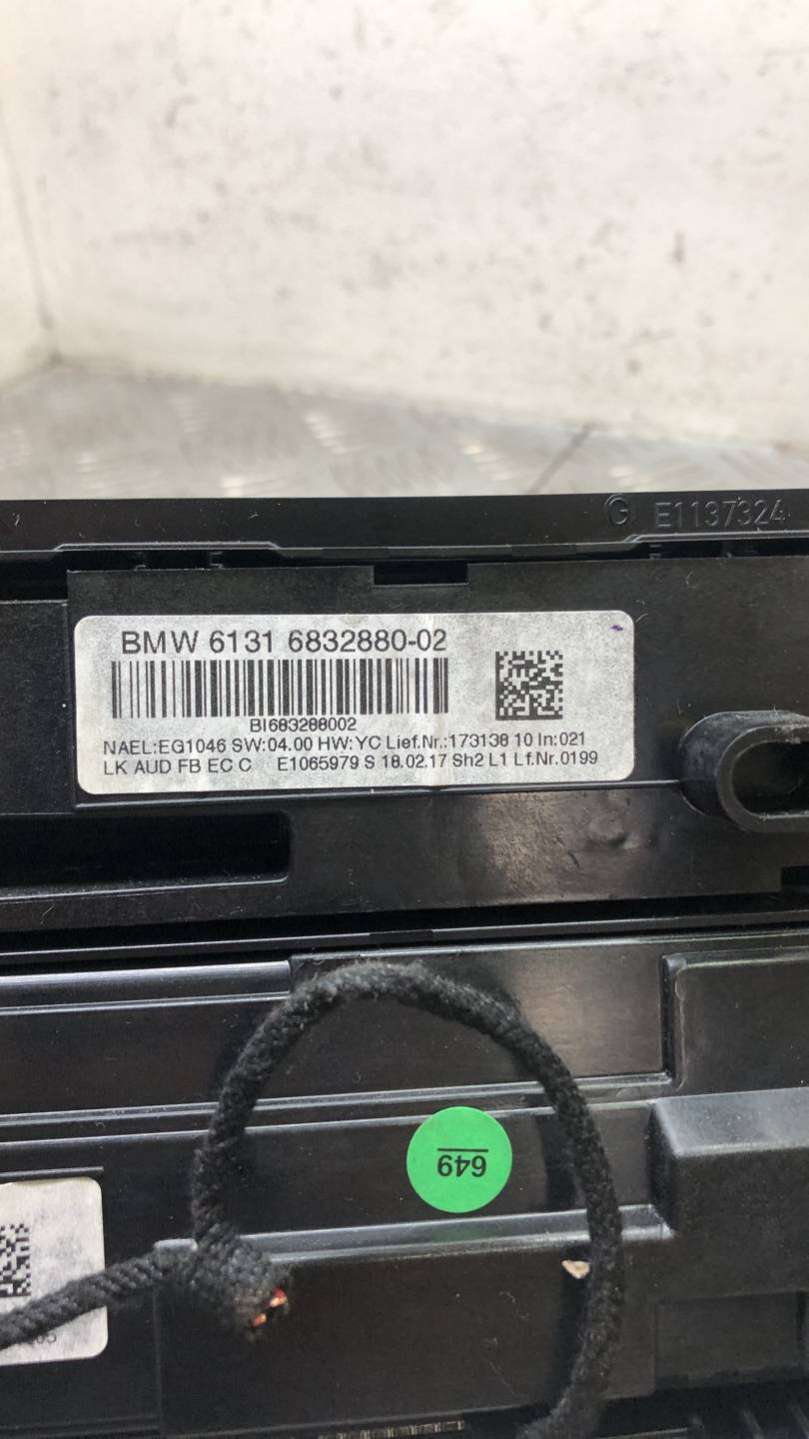 G E1137324
BMW 6131 6832880-02
BI683288002
NAEL:EG1046 SW:04.00 HW:YC Lief.Nr.:173138 10 In:021
LK AUD FB EC C E1065979 S 18.02.17 Sh2 L1 Lf.Nr.0199
649